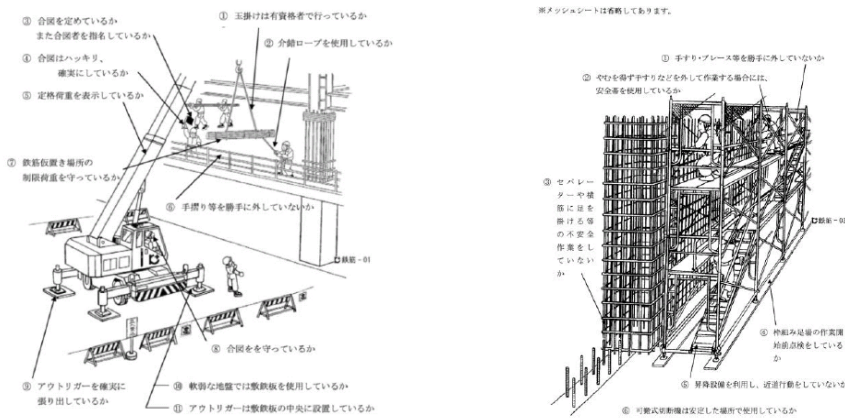 ③ 合図を定めているか
また合図者を指名しているか
① 玉掛けは有資格者で行っているか
② 介錯ロープを使用しているか
④ 合図はハッキリ、
確実にしているか
⑤ 定格荷重を表示しているか
⑦ 鉄筋仮置き場所の
制限荷重を守っているか
⑥ 手摺り等を勝手に外していないか
鉄筋-01
⑧ 合図をを守っているか
⑨ アウトリガーを確実に
張り出しているか
⑩ 軟弱な地盤では敷鉄板を使用しているか
⑪ アウトリガーは敷鉄板の中央に設置しているか
※メッシュシートは省略してあります。
① 手すり・ブレース等を勝手に外していないか
② やむを得ず手すりなどを外して作業する場合には、
安全帯を使用しているか
③ セパレー
ターや横
筋に足を
掛ける等
の不安全
作業をし
ていない
か
鉄筋-03
④ 枠組み足場の作業開
始前点検をしている
か
⑤ 昇降設備を利用し、近道行動をしていないか
⑥ 可搬式切断機は安定した場所で使用しているか